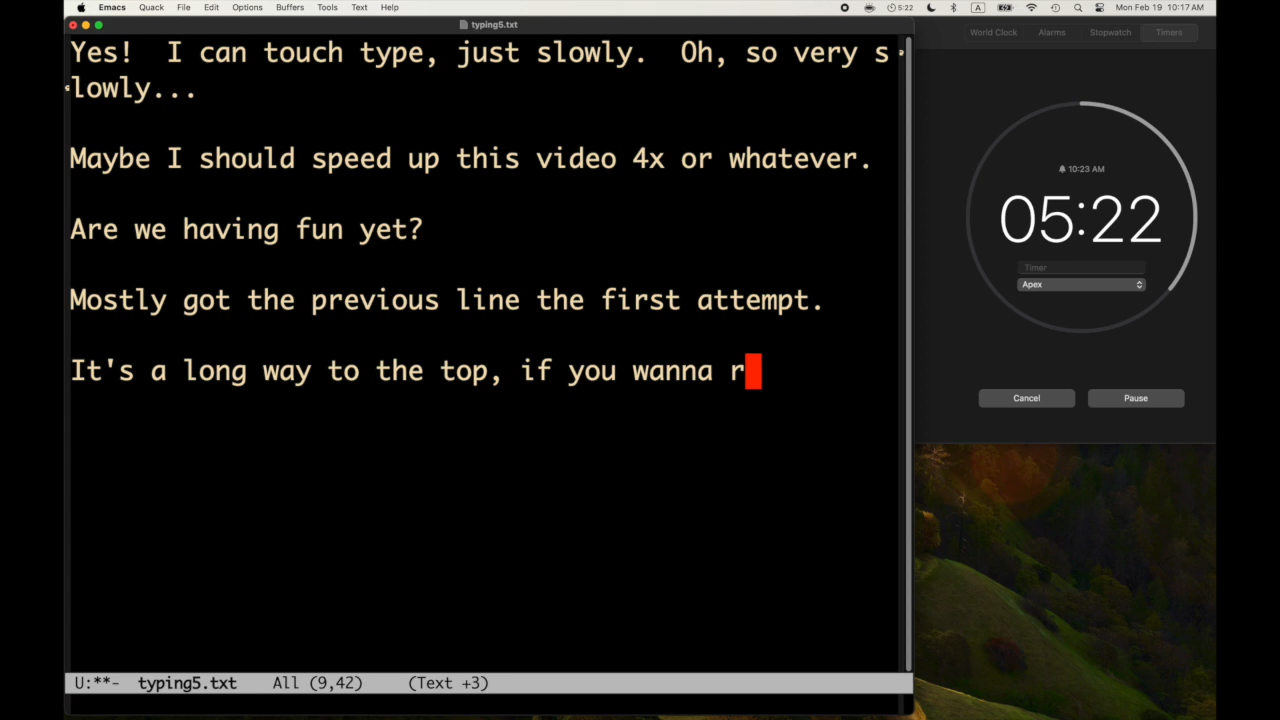 Emacs Quack File Edit Options Buffers Tools Text Help 5:22 A Mon Feb 19 10:17 AM
typing5.txt
World Clock Alarms Stopwatch Timers
Yes!  I can touch type, just slowly.  Oh, so very s
lowly...
Maybe I should speed up this video 4x or whatever.
Are we having fun yet?
Mostly got the previous line the first attempt.
It's a long way to the top, if you wanna r
U:**-  typing5.txt    All (9,42)    (Text +3)
10:23 AM
05:22
Timer
Apex
Cancel Pause